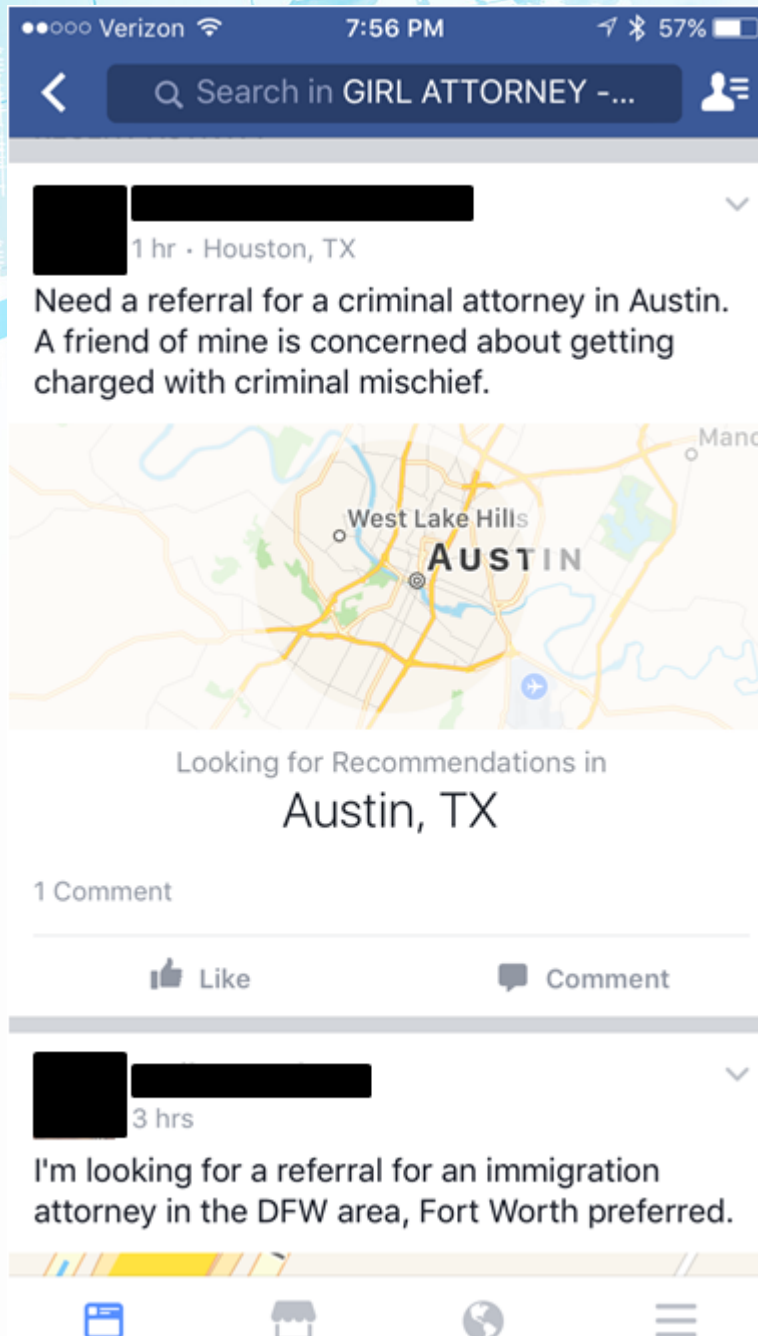 Verizon 7:56 PM 57%
Search in GIRL ATTORNEY -...
1 hr · Houston, TX
Need a referral for a criminal attorney in Austin.
A friend of mine is concerned about getting
charged with criminal mischief.
Mano
West Lake Hills
AUSTIN
Looking for Recommendations in
Austin, TX
1 Comment
Like Comment
3 hrs
I'm looking for a referral for an immigration
attorney in the DFW area, Fort Worth preferred.